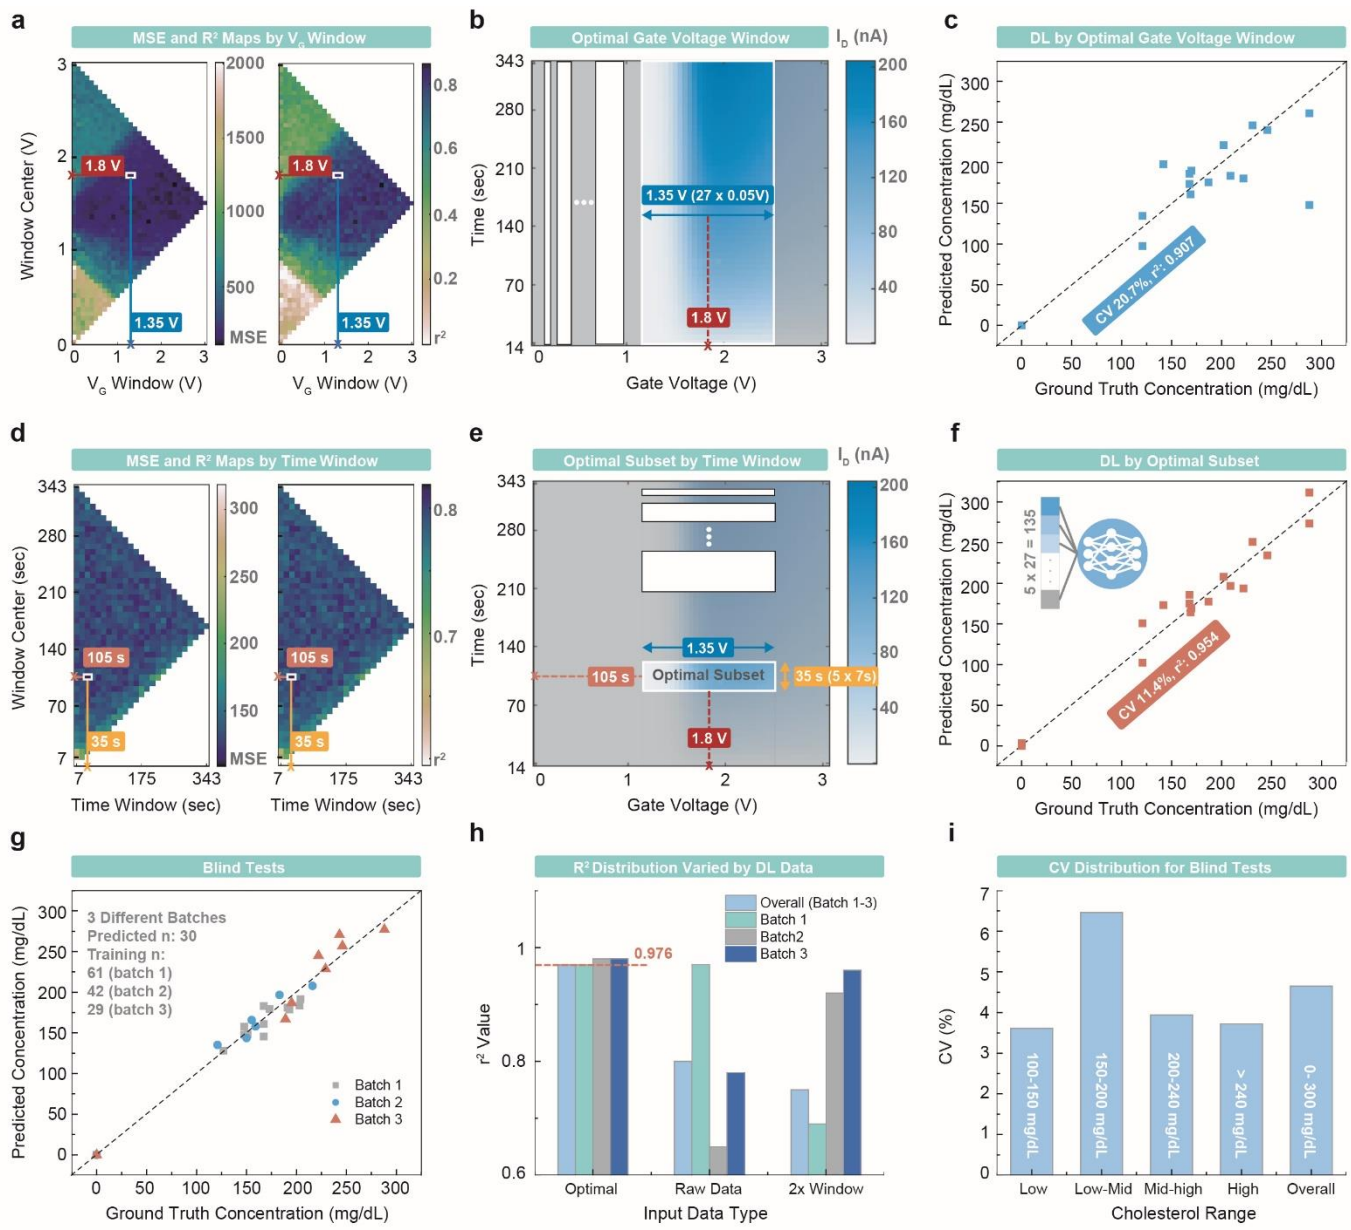 a
MSE and R² Maps by V_G Window
3
2
1
0
Window Center (V)
1.8 V
1.35 V
0 1 2 3
V_G Window (V)
2000
1500
1000
500
MSE
1.8 V
1.35 V
0 1 2 3
V_G Window (V)
0.8
0.6
0.4
0.2
r²
b
Optimal Gate Voltage Window
I_D (nA)
343
280
210
140
70
14
Time (sec)
1.35 V (27 x 0.05V)
1.8 V
0 1 2 3
Gate Voltage (V)
200
160
120
80
40
c
DL by Optimal Gate Voltage Window
300
250
200
150
100
50
0
Predicted Concentration (mg/dL)
CV 20.7%, r²: 0.907
0 50 100 150 200 250 300
Ground Truth Concentration (mg/dL)
d
MSE and R² Maps by Time Window
343
280
210
140
70
7
Window Center (sec)
105 s
35 s
7 175 343
Time Window (sec)
300
250
200
150
MSE
105 s
35 s
7 175 343
Time Window (sec)
0.8
0.7
r²
e
Optimal Subset by Time Window
I_D (nA)
343
280
210
140
70
14
Time (sec)
1.35 V
105 s
Optimal Subset
35 s (5 x 7s)
1.8 V
0 1 2 3
Gate Voltage (V)
200
160
120
80
40
f
DL by Optimal Subset
300
250
200
150
100
50
0
Predicted Concentration (mg/dL)
5 x 27 = 135
CV 11.4%, r²: 0.954
0 50 100 150 200 250 300
Ground Truth Concentration (mg/dL)
g
Blind Tests
300
250
200
150
100
50
0
Predicted Concentration (mg/dL)
3 Different Batches
Predicted n: 30
Training n:
61 (batch 1)
42 (batch 2)
29 (batch 3)
Batch 1
Batch 2
Batch 3
0 50 100 150 200 250 300
Ground Truth Concentration (mg/dL)
h
R² Distribution Varied by DL Data
1
0.8
0.6
r² Value
Overall (Batch 1-3)
Batch 1
Batch2
Batch 3
0.976
Optimal Raw Data 2x Window
Input Data Type
i
CV Distribution for Blind Tests
7
6
5
4
3
2
1
0
CV (%)
100-150 mg/dL
150-200 mg/dL
200-240 mg/dL
> 240 mg/dL
0- 300 mg/dL
Low Low-Mid Mid-high High Overall
Cholesterol Range